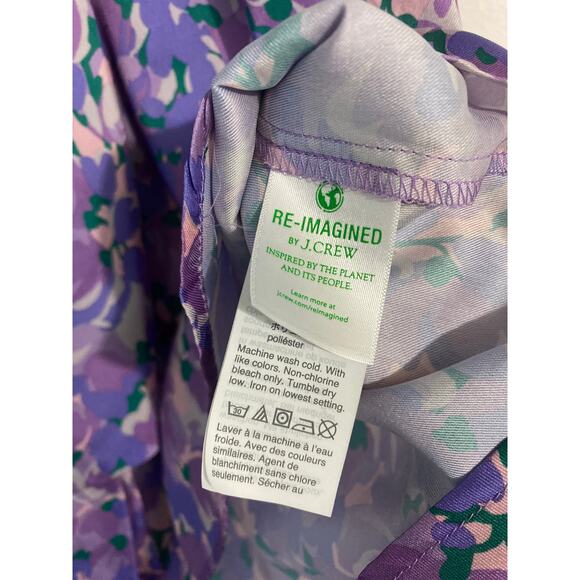 RE-IMAGINED
BY J.CREW
INSPIRED BY THE PLANET
AND ITS PEOPLE.
Learn more at
jcrew.com/reimagined
poliéster
Machine wash cold. With
like colors. Non-chlorine
bleach only. Tumble dry
low. Iron on lowest setting.
30
Laver à la machine à l'eau
froide. Avec des couleurs
similaires. Agent de
blanchiment sans chlore
seulement. Sécher au